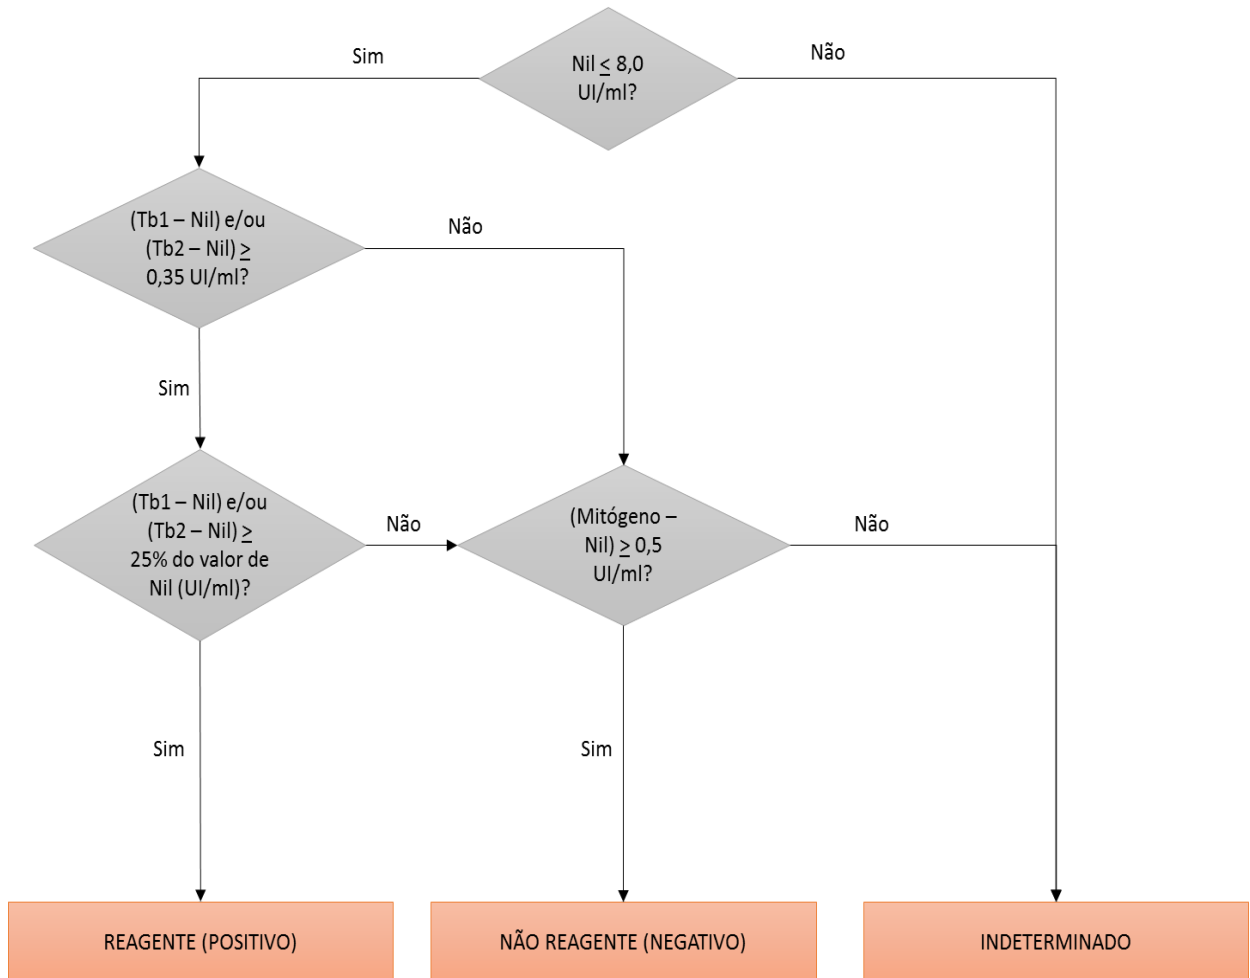 Sim
Nil ≤ 8,0
UI/ml?
Não
(Tb1 – Nil) e/ou
(Tb2 – Nil) ≥
0,35 UI/ml?
Não
Sim
(Tb1 – Nil) e/ou
(Tb2 – Nil) ≥
25% do valor de
Nil (UI/ml)?
Não
(Mitógeno –
Nil) ≥ 0,5
UI/ml?
Não
Sim
Sim
REAGENTE (POSITIVO)
NÃO REAGENTE (NEGATIVO)
INDETERMINADO